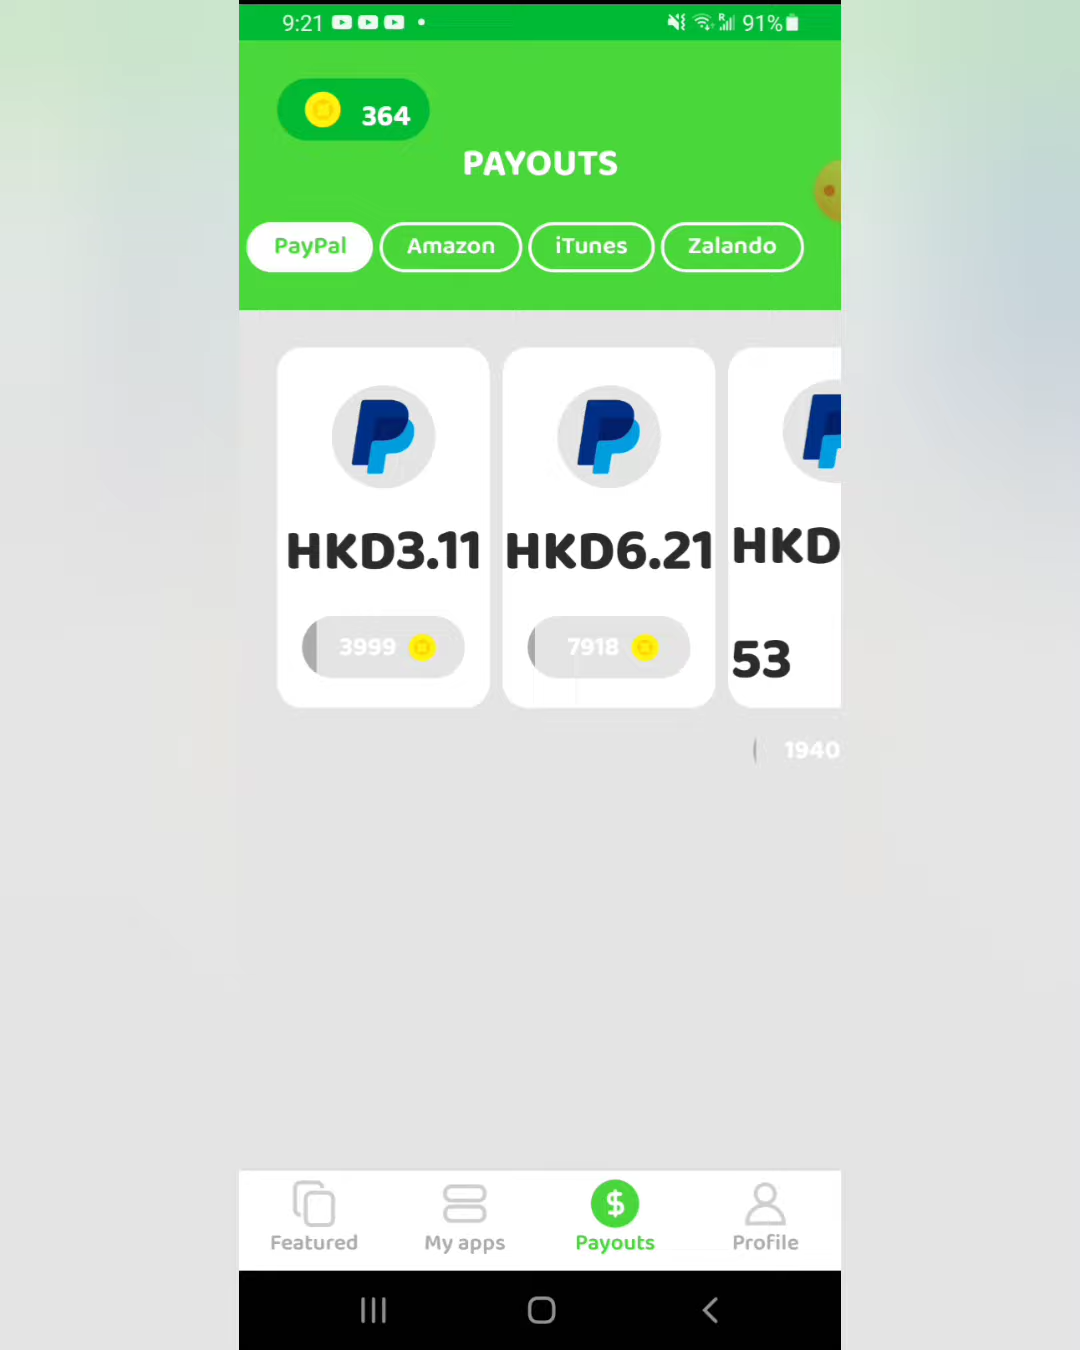 9:21
91%
364
PAYOUTS
PayPal
Amazon
iTunes
Zalando
HKD3.11
HKD6.21
HKD
53
3999
7918
1940
Featured
My apps
Payouts
Profile